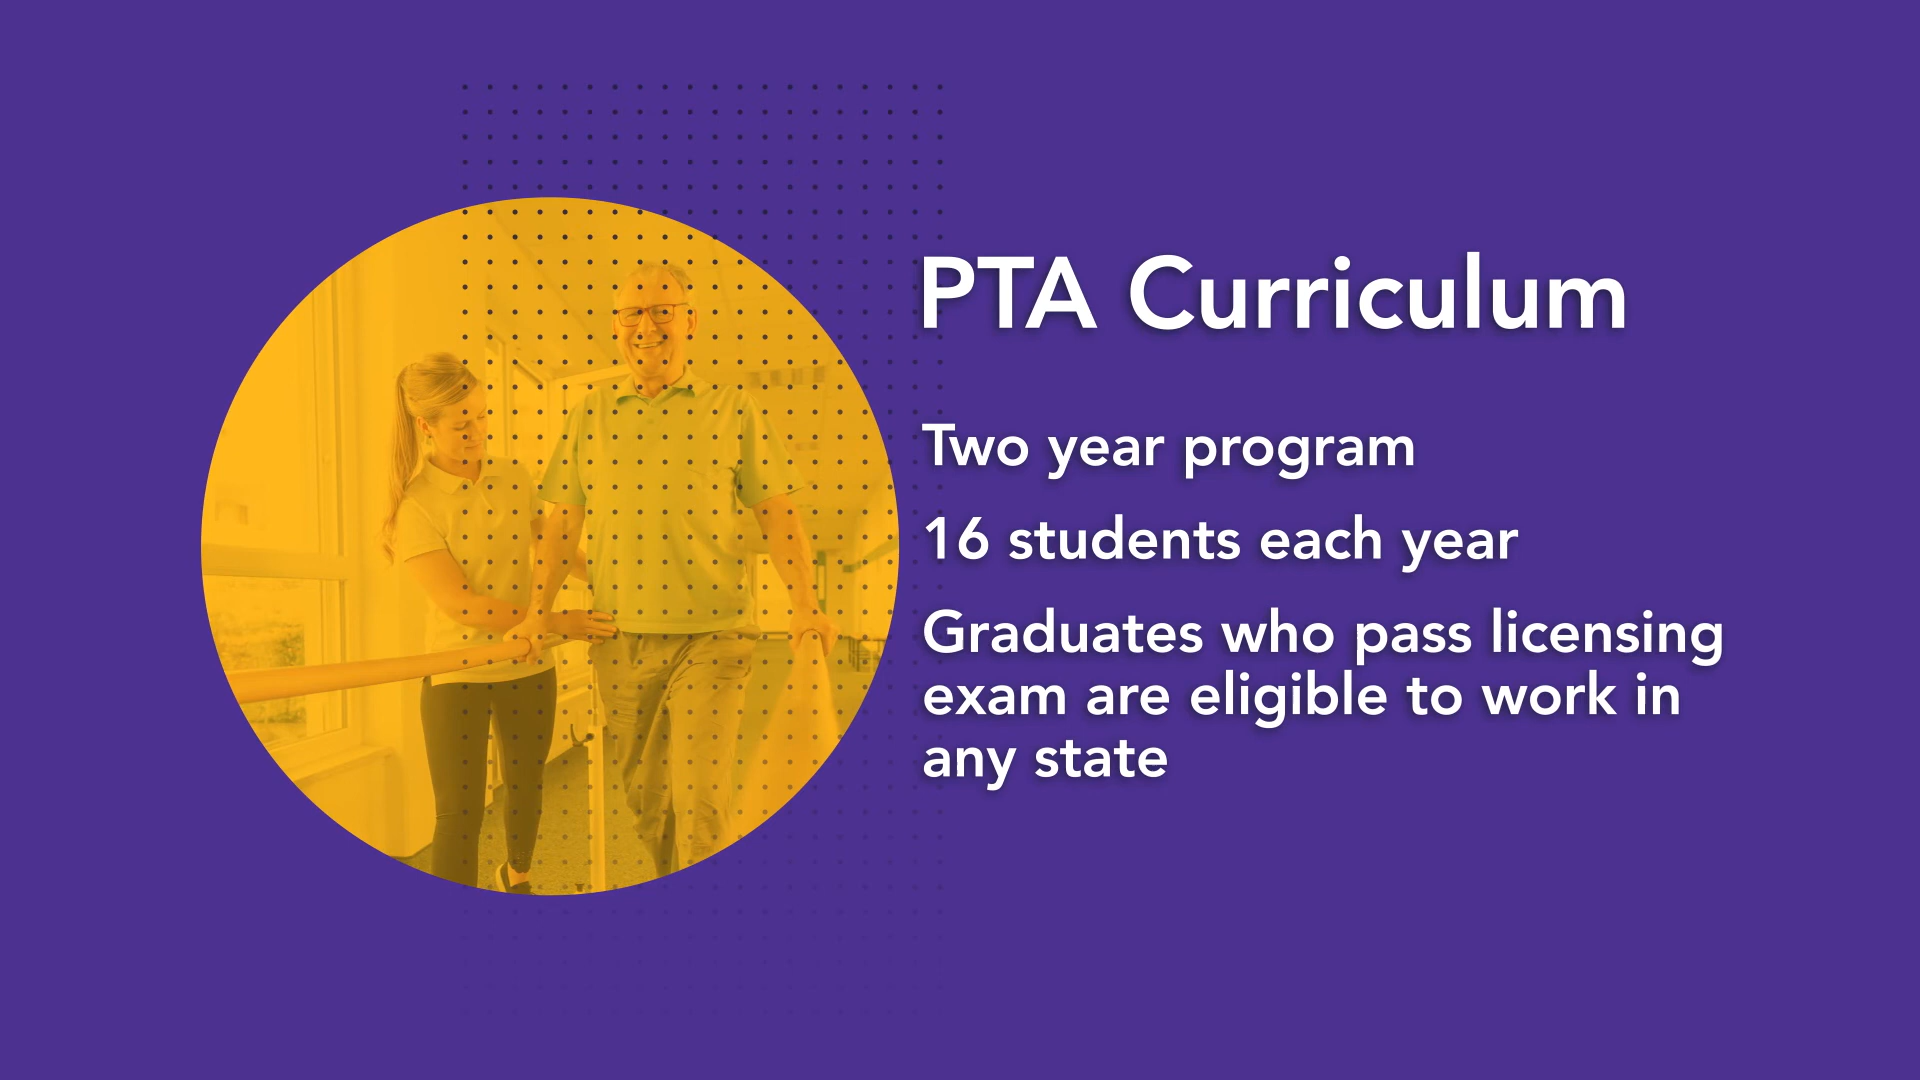 PTA Curriculum
Two year program
16 students each year
Graduates who pass licensing
exam are eligible to work in
any state